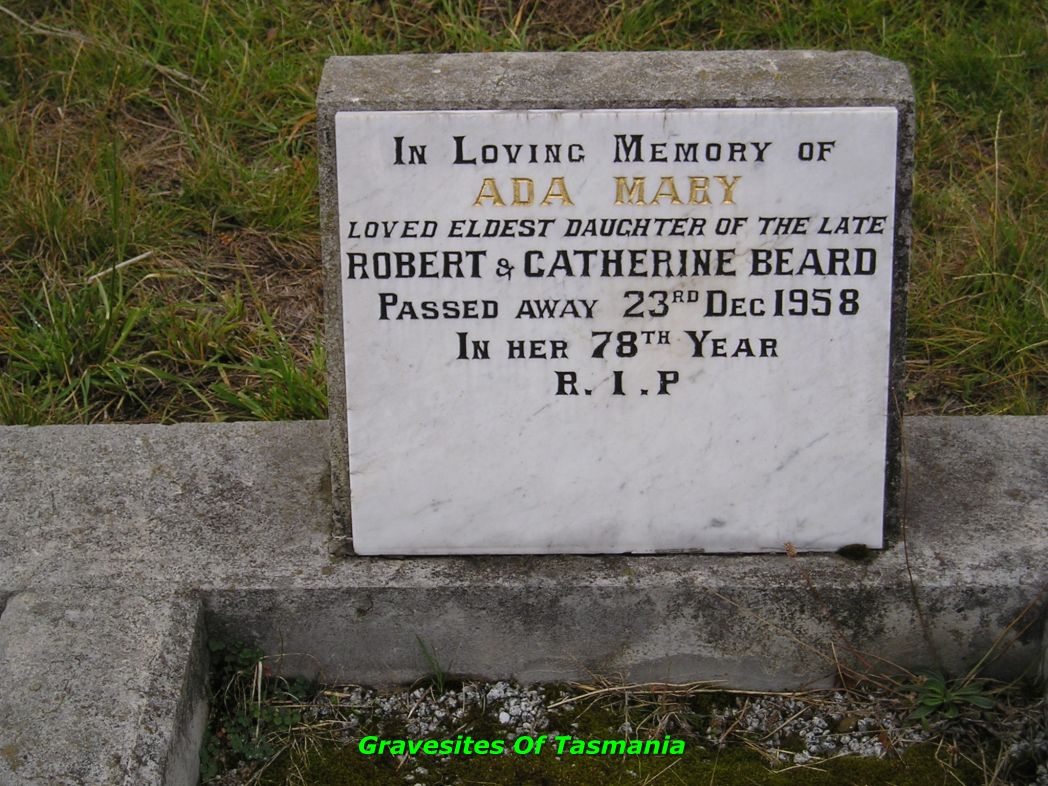 In Loving Memory of
ADA MARY
LOVED ELDEST DAUGHTER OF THE LATE
ROBERT & CATHERINE BEARD
Passed away 23RD Dec 1958
In her 78TH Year
R.I.P
Gravesites Of Tasmania